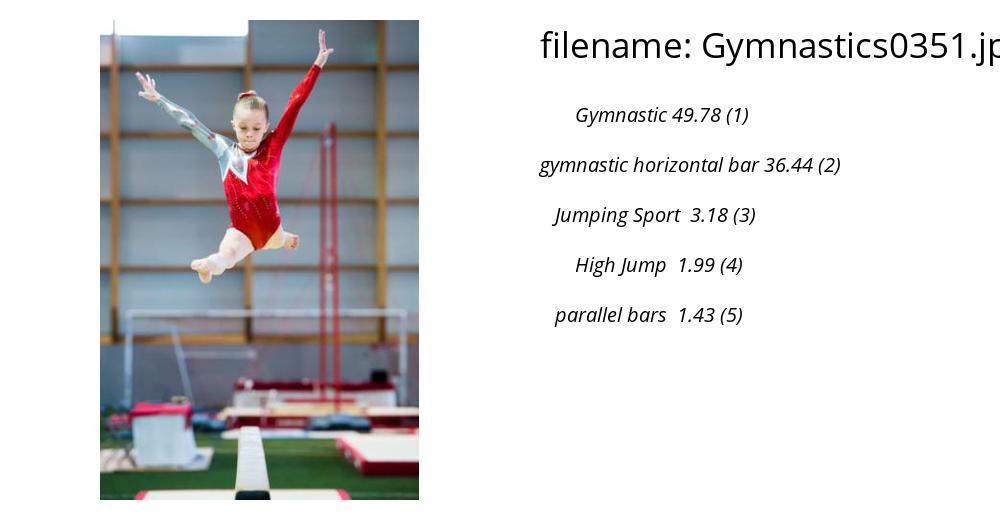 filename: Gymnastics0351.jp
Gymnastic 49.78 (1)
gymnastic horizontal bar 36.44 (2)
Jumping Sport 3.18 (3)
High Jump 1.99 (4)
parallel bars 1.43 (5)